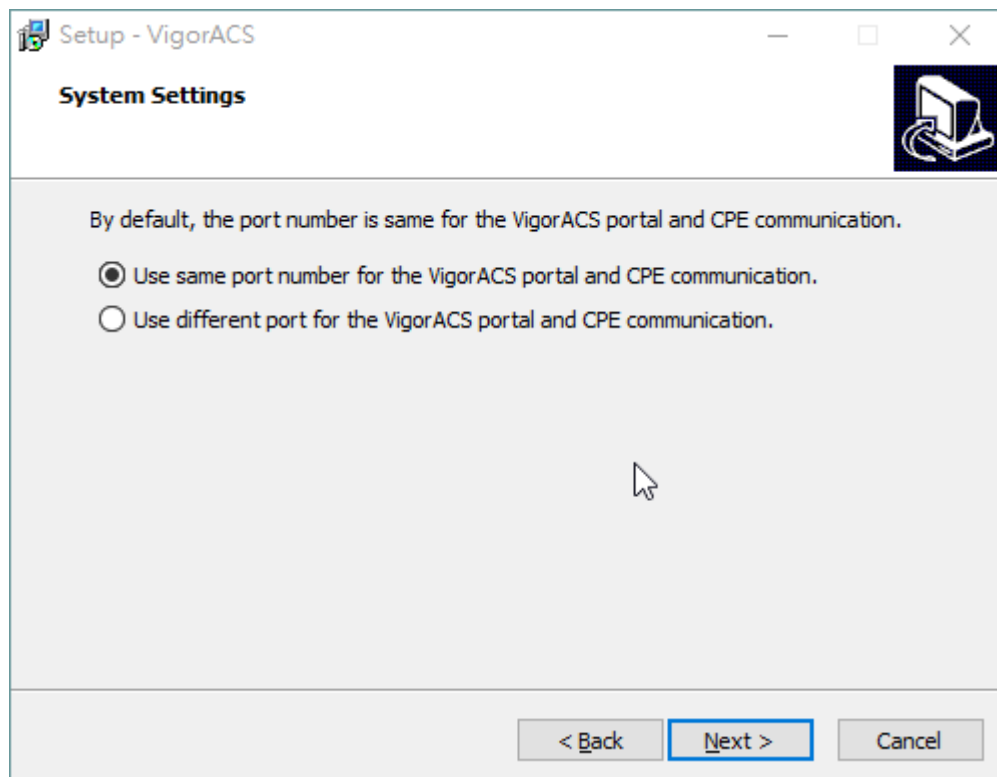 Setup - VigorACS
System Settings
By default, the port number is same for the VigorACS portal and CPE communication.
Use same port number for the VigorACS portal and CPE communication.
Use different port for the VigorACS portal and CPE communication.
< Back
Next >
Cancel